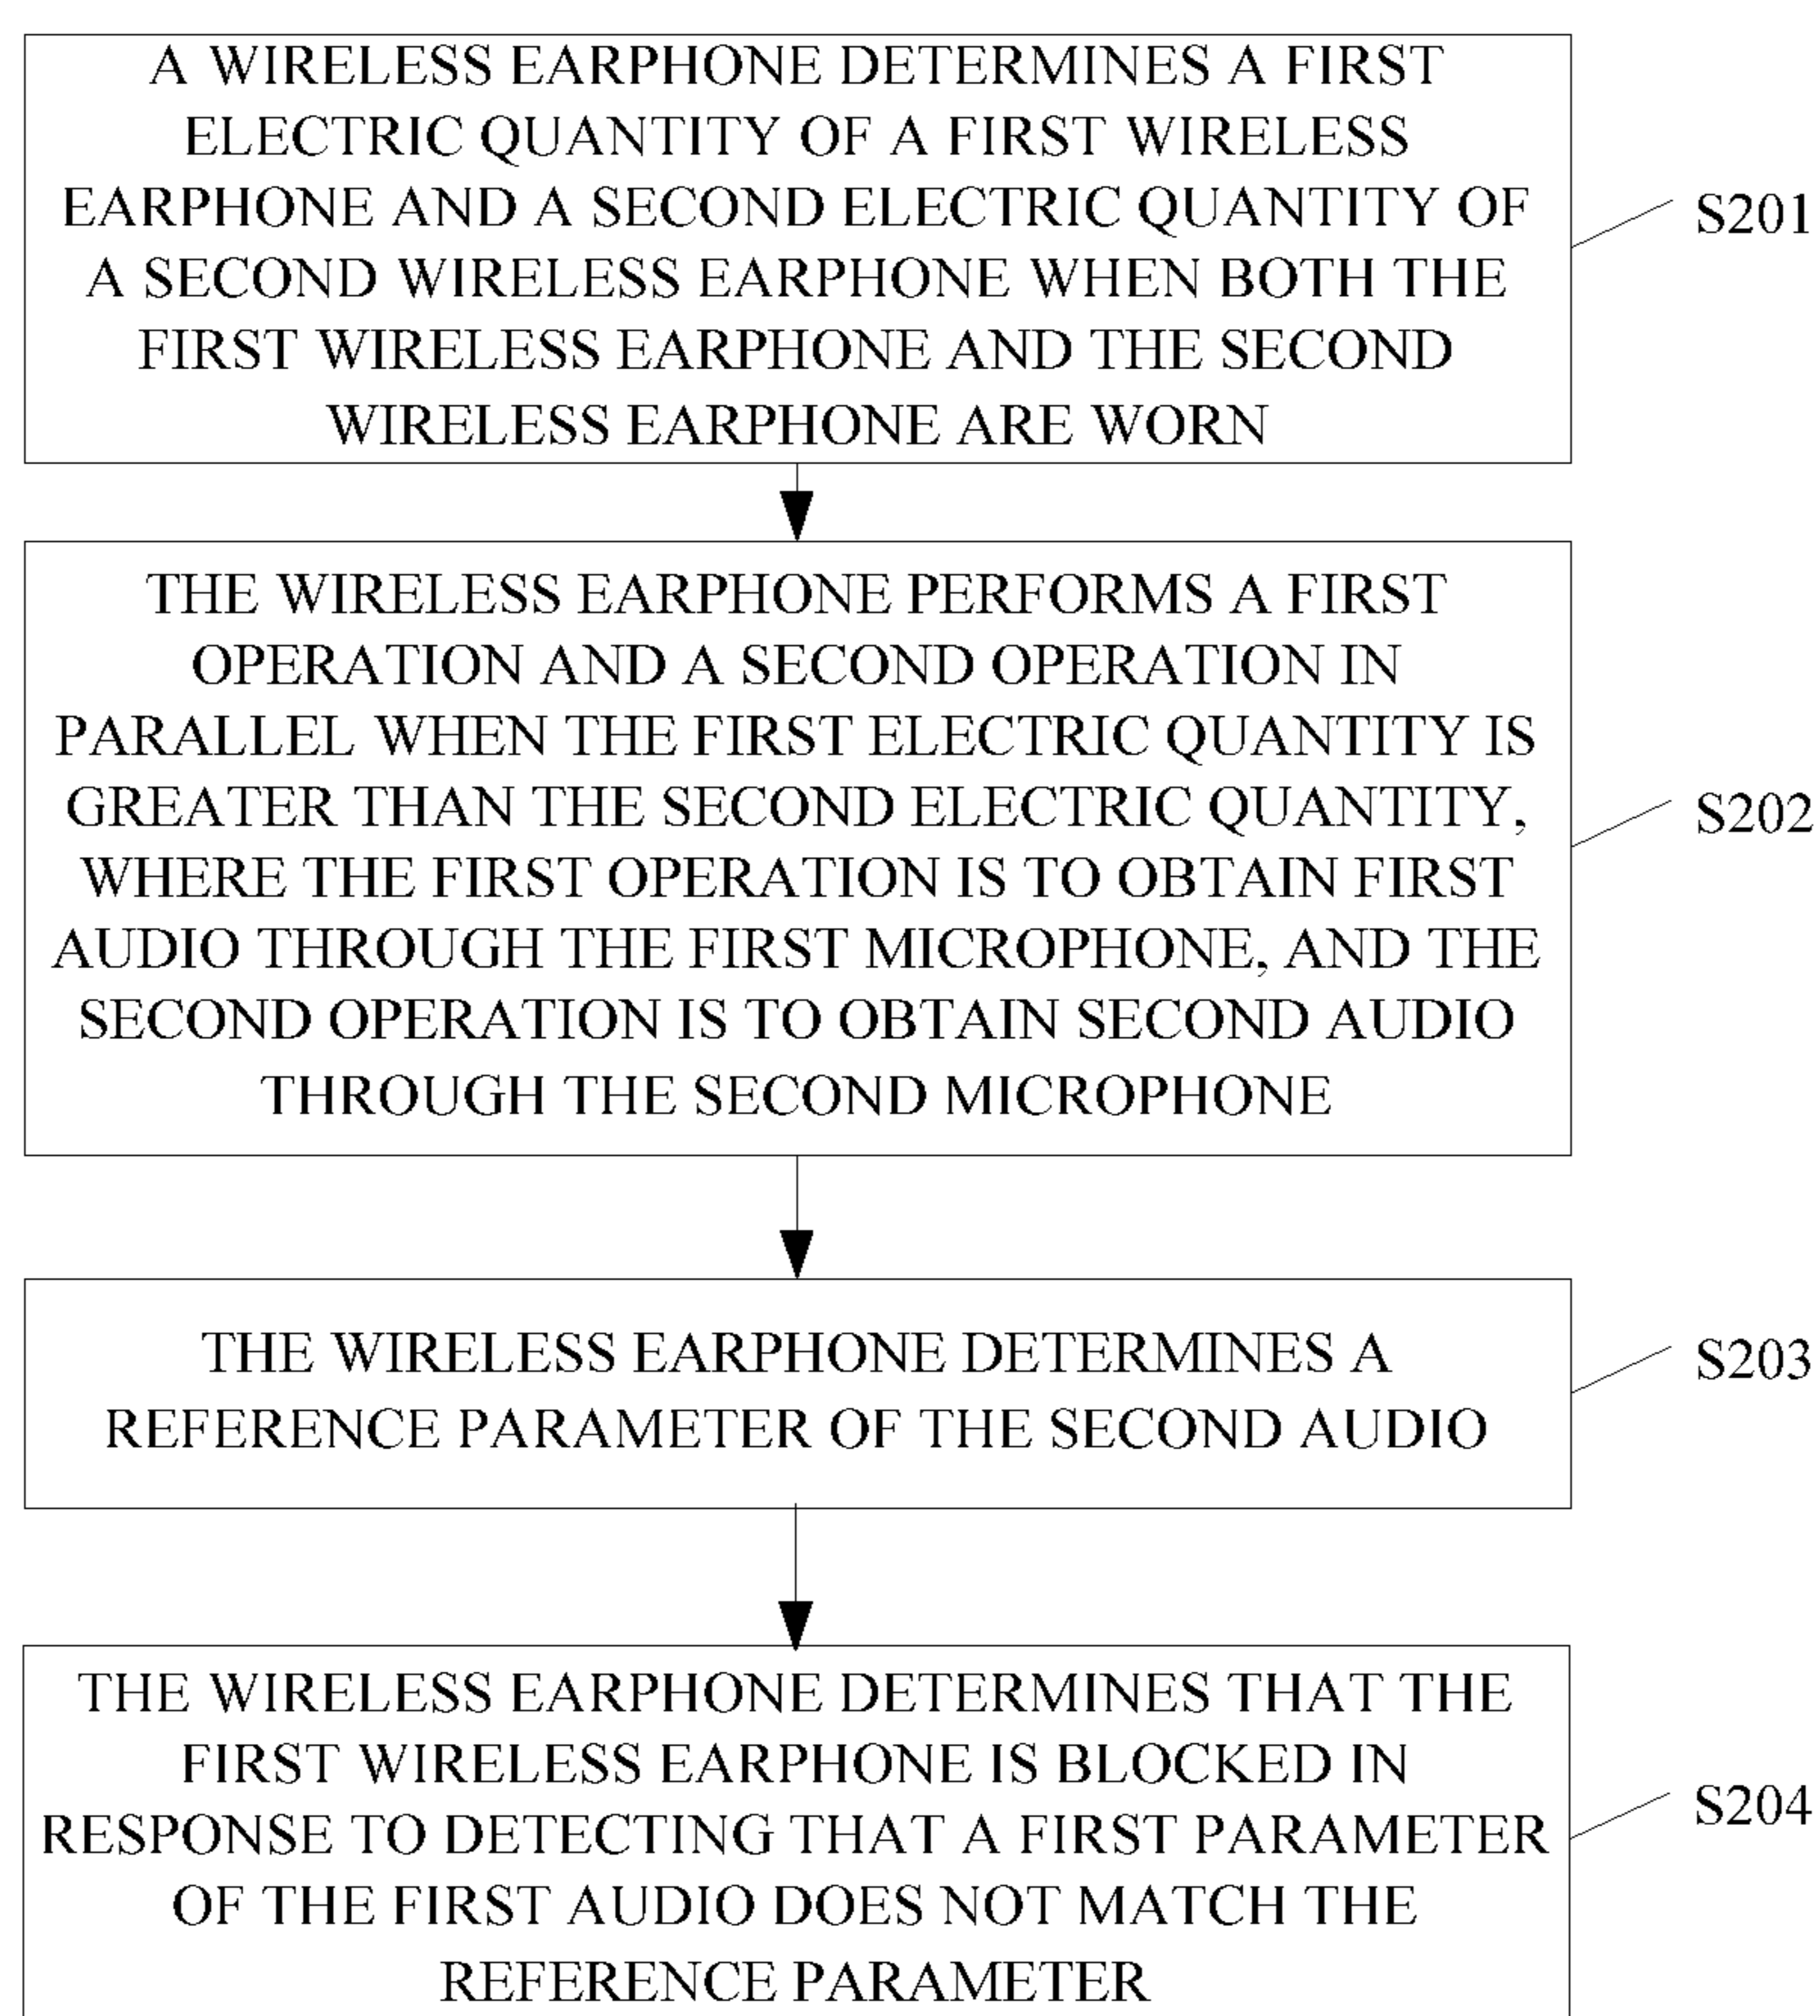 A WIRELESS EARPHONE DETERMINES A FIRST
ELECTRIC QUANTITY OF A FIRST WIRELESS
EARPHONE AND A SECOND ELECTRIC QUANTITY OF
A SECOND WIRELESS EARPHONE WHEN BOTH THE
FIRST WIRELESS EARPHONE AND THE SECOND
WIRELESS EARPHONE ARE WORN
S201
THE WIRELESS EARPHONE PERFORMS A FIRST
OPERATION AND A SECOND OPERATION IN
PARALLEL WHEN THE FIRST ELECTRIC QUANTITY IS
GREATER THAN THE SECOND ELECTRIC QUANTITY,
WHERE THE FIRST OPERATION IS TO OBTAIN FIRST
AUDIO THROUGH THE FIRST MICROPHONE, AND THE
SECOND OPERATION IS TO OBTAIN SECOND AUDIO
THROUGH THE SECOND MICROPHONE
S202
THE WIRELESS EARPHONE DETERMINES A
REFERENCE PARAMETER OF THE SECOND AUDIO
S203
THE WIRELESS EARPHONE DETERMINES THAT THE
FIRST WIRELESS EARPHONE IS BLOCKED IN
RESPONSE TO DETECTING THAT A FIRST PARAMETER
OF THE FIRST AUDIO DOES NOT MATCH THE
REFERENCE PARAMETER
S204